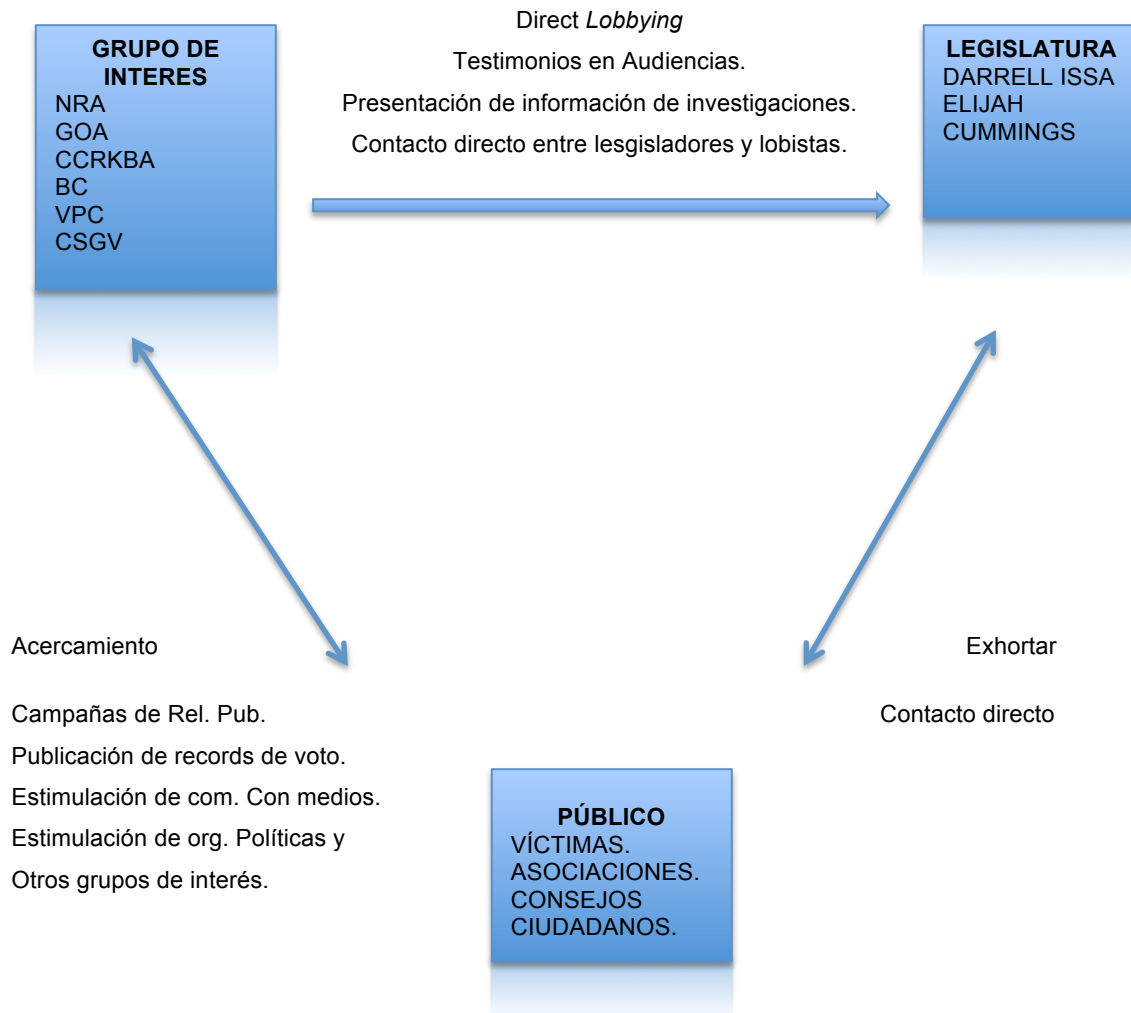 GRUPO DE
INTERES
NRA
GOA
CCRKBA
BC
VPC
CSGV
Direct Lobbying
Testimonios en Audiencias.
Presentación de información de investigaciones.
Contacto directo entre lesgisladores y lobistas.
LEGISLATURA
DARRELL ISSA
ELIJAH
CUMMINGS
Acercamiento
Campañas de Rel. Pub.
Publicación de records de voto.
Estimulación de com. Con medios.
Estimulación de org. Políticas y
Otros grupos de interés.
Exhortar
Contacto directo
PÚBLICO
VÍCTIMAS.
ASOCIACIONES.
CONSEJOS
CIUDADANOS.